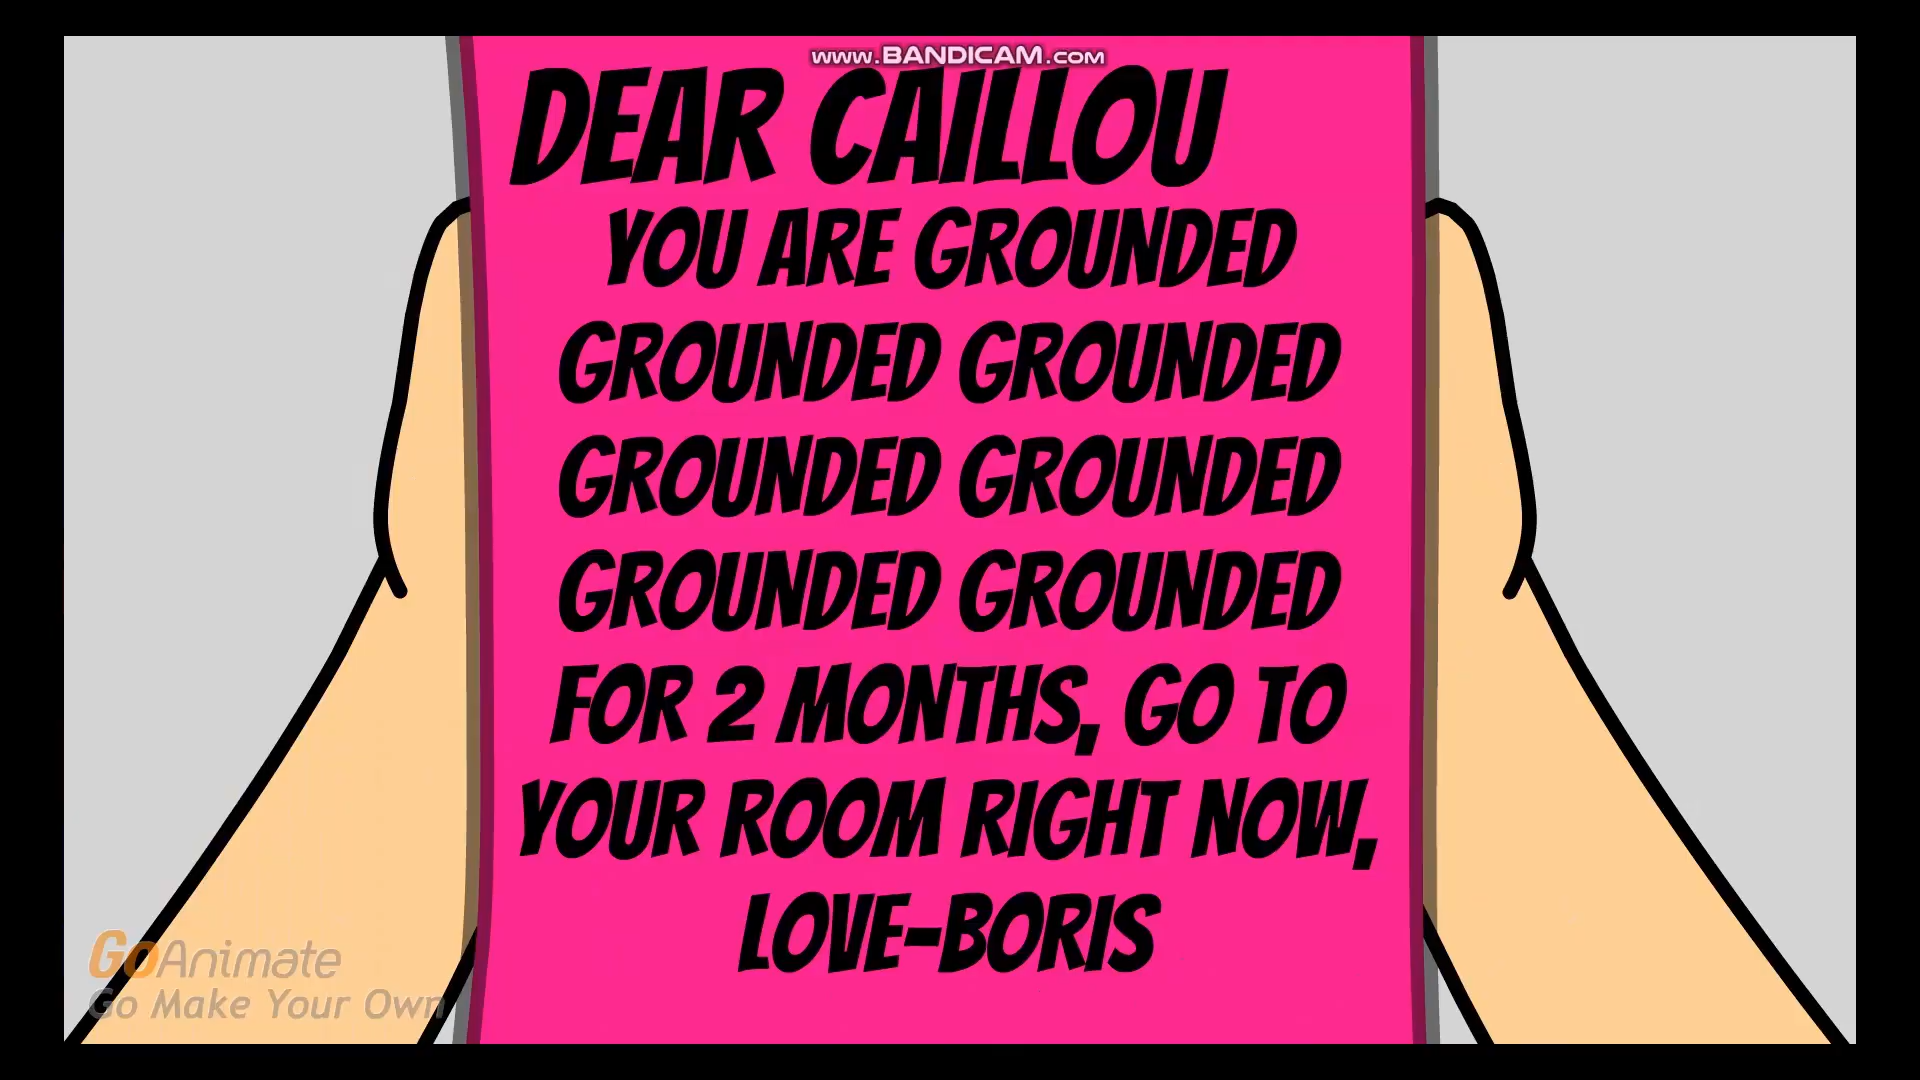 www.BANDICAM.com
DEAR CAILLOU
YOU ARE GROUNDED
GROUNDED GROUNDED
GROUNDED GROUNDED
GROUNDED GROUNDED
FOR 2 MONTHS, GO TO
YOUR ROOM RIGHT NOW,
LOVE-BORIS
GoAnimate
Go Make Your Own